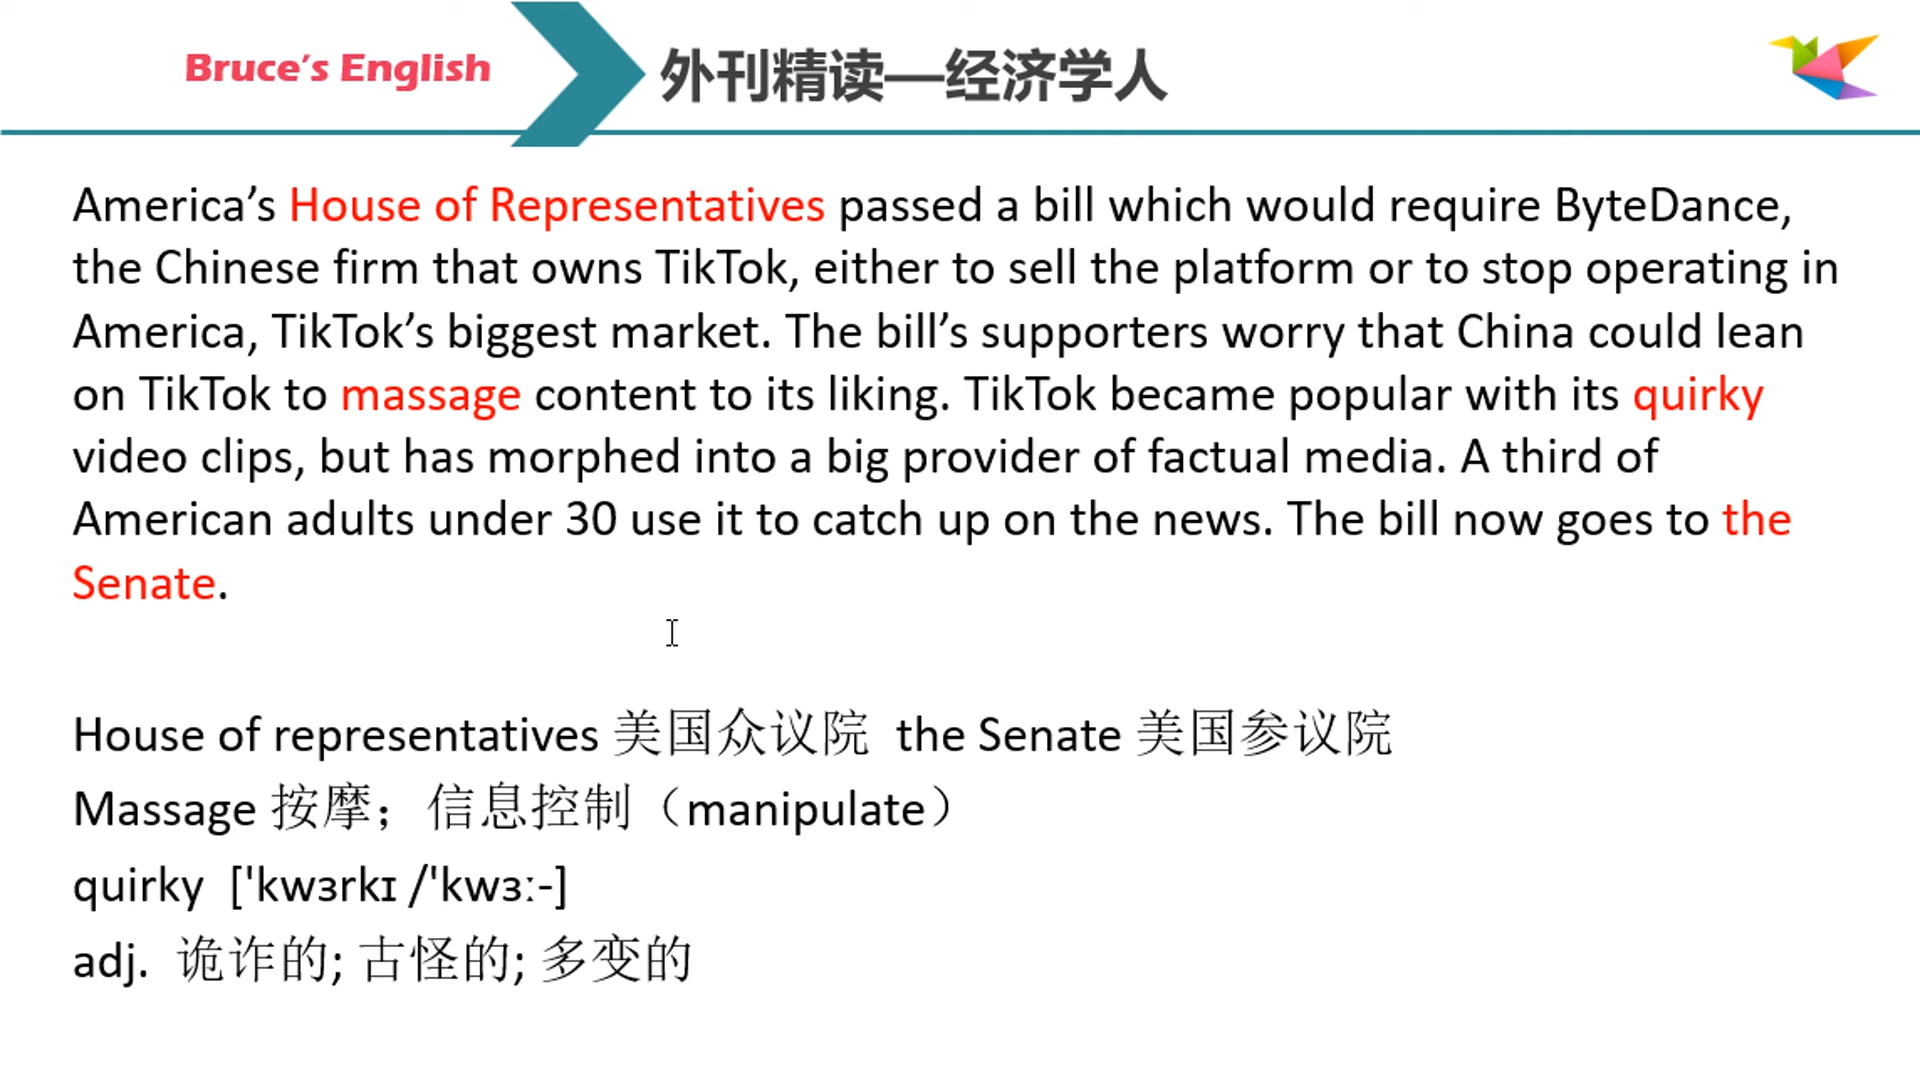 Bruce’s English
外刊精读—经济学人
America’s House of Representatives passed a bill which would require ByteDance,
the Chinese firm that owns TikTok, either to sell the platform or to stop operating in
America, TikTok’s biggest market. The bill’s supporters worry that China could lean
on TikTok to massage content to its liking. TikTok became popular with its quirky
video clips, but has morphed into a big provider of factual media. A third of
American adults under 30 use it to catch up on the news. The bill now goes to the
Senate.
House of representatives 美国众议院  the Senate 美国参议院
Massage 按摩；信息控制（manipulate）
quirky  ['kwɜrkɪ /'kwɜː-]
adj.  诡诈的; 古怪的; 多变的